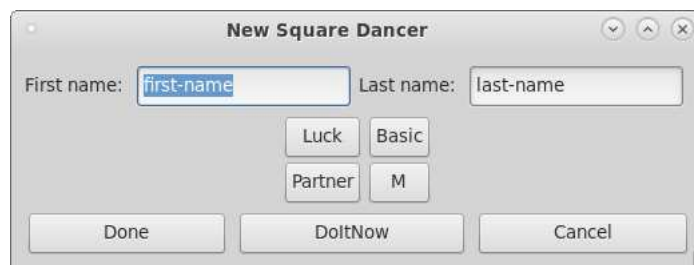 New Square Dancer
First name: first-name Last name: last-name
Luck Basic
Partner M
Done DoItNow Cancel